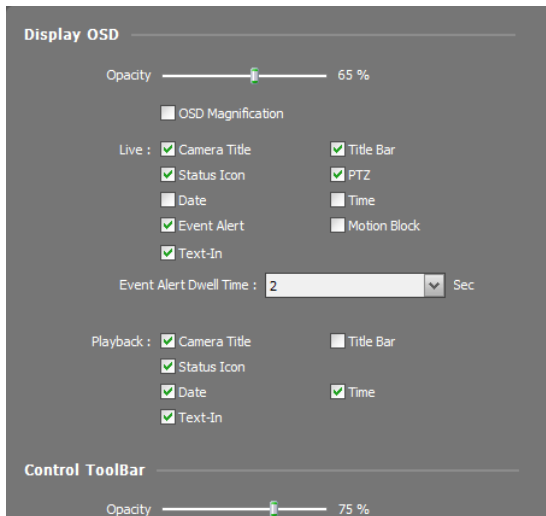 Display OSD
Opacity 65 %
OSD Magnification
Live : Camera Title Title Bar
Status Icon PTZ
Date Time
Event Alert Motion Block
Text-In
Event Alert Dwell Time : 2 Sec
Playback : Camera Title Title Bar
Status Icon
Date Time
Text-In
Control ToolBar
Opacity 75 %